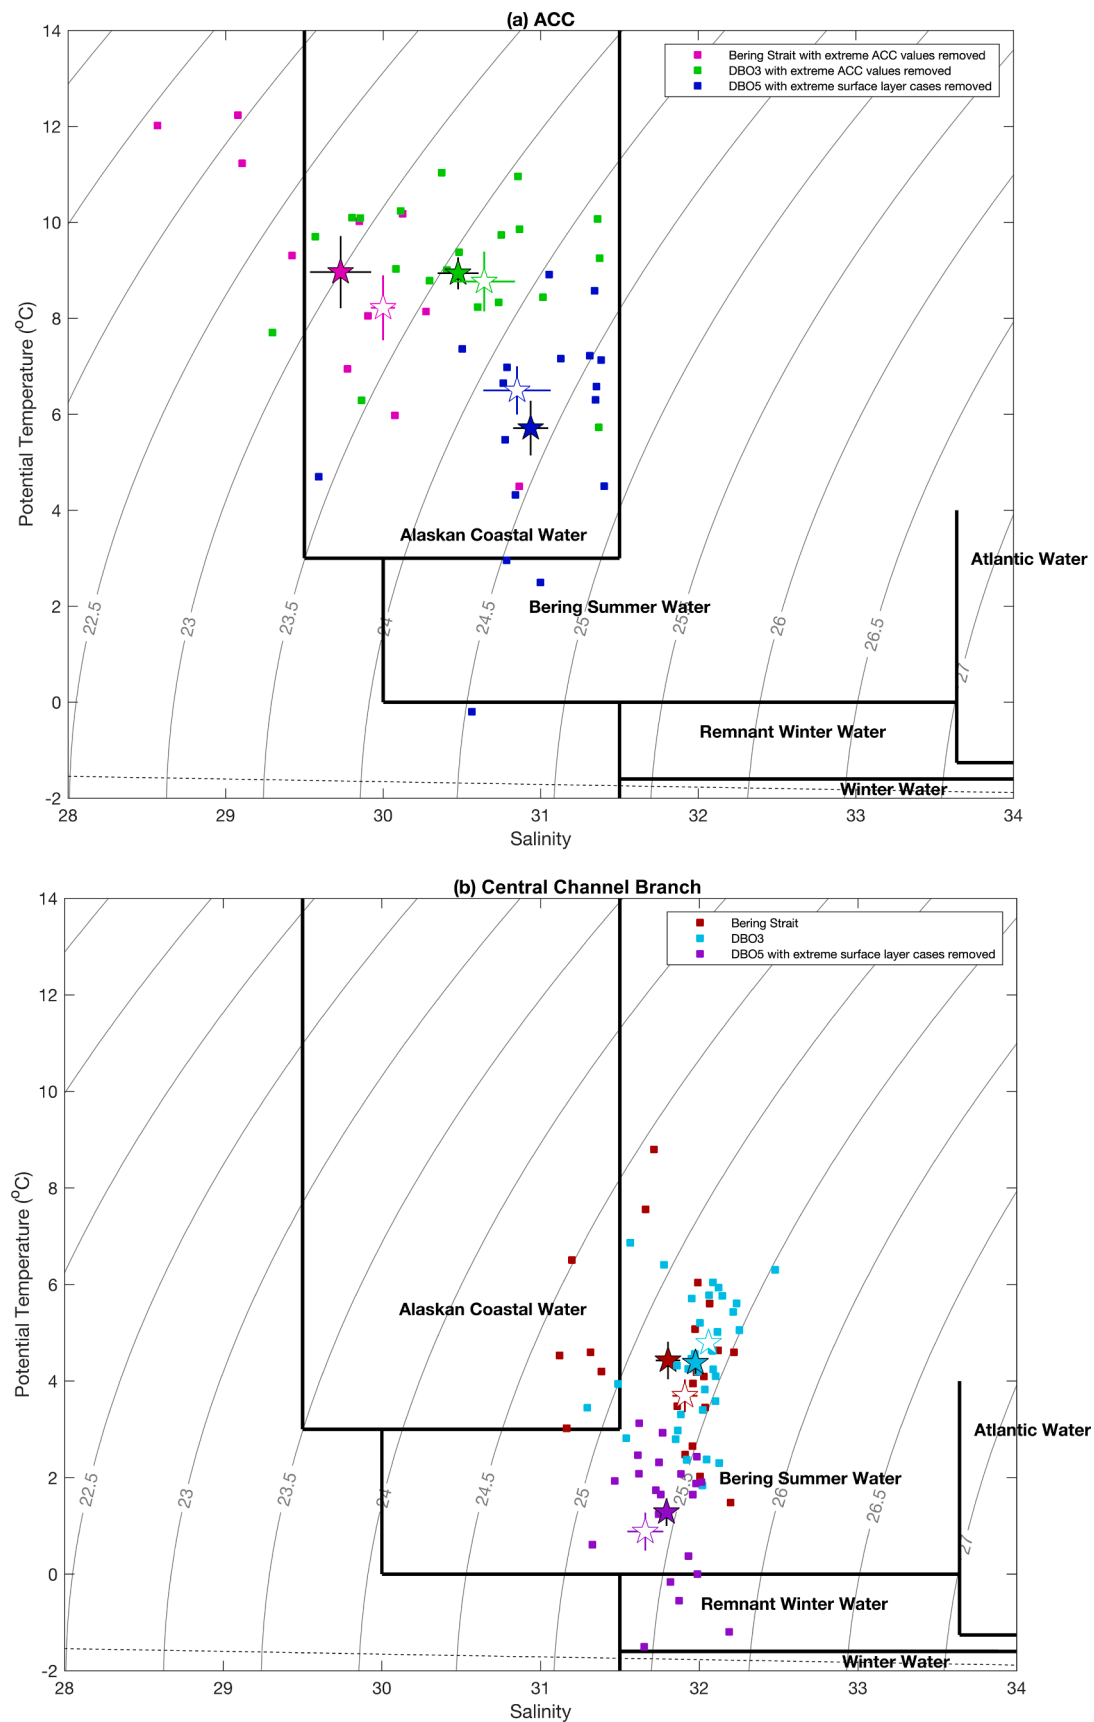 (a) ACC
14
12
10
8
6
4
2
0
-2
Potential Temperature (°C)
Bering Strait with extreme ACC values removed
DBO3 with extreme ACC values removed
DBO5 with extreme surface layer cases removed
Alaskan Coastal Water
Atlantic Water
Bering Summer Water
22.5
23
23.5
24
24.5
25
25.5
26
26.5
27
Remnant Winter Water
Winter Water
28
29
30
31
32
33
34
Salinity
(b) Central Channel Branch
14
12
10
8
6
4
2
0
-2
Potential Temperature (°C)
Bering Strait
DBO3
DBO5 with extreme surface layer cases removed
Alaskan Coastal Water
Atlantic Water
Bering Summer Water
22.5
23
23.5
24
24.5
25
25.5
26
26.5
27
Remnant Winter Water
Winter Water
28
29
30
31
32
33
34
Salinity